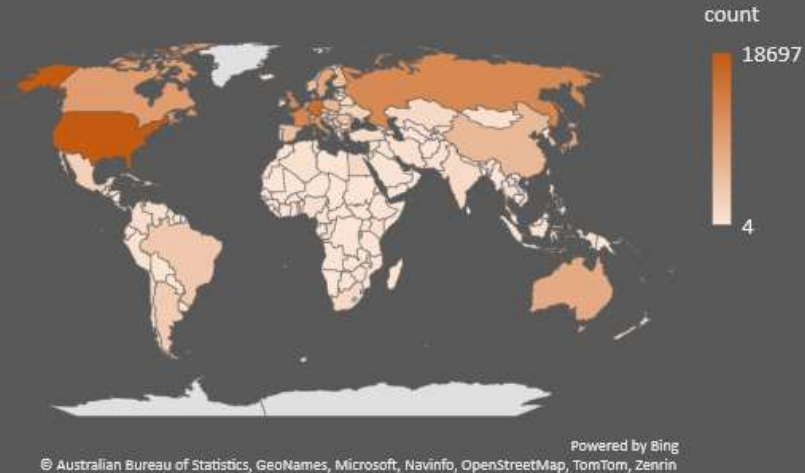 count
18697
4
Powered by Bing
© Australian Bureau of Statistics, GeoNames, Microsoft, Navinfo, OpenStreetMap, TomTom, Zenrin